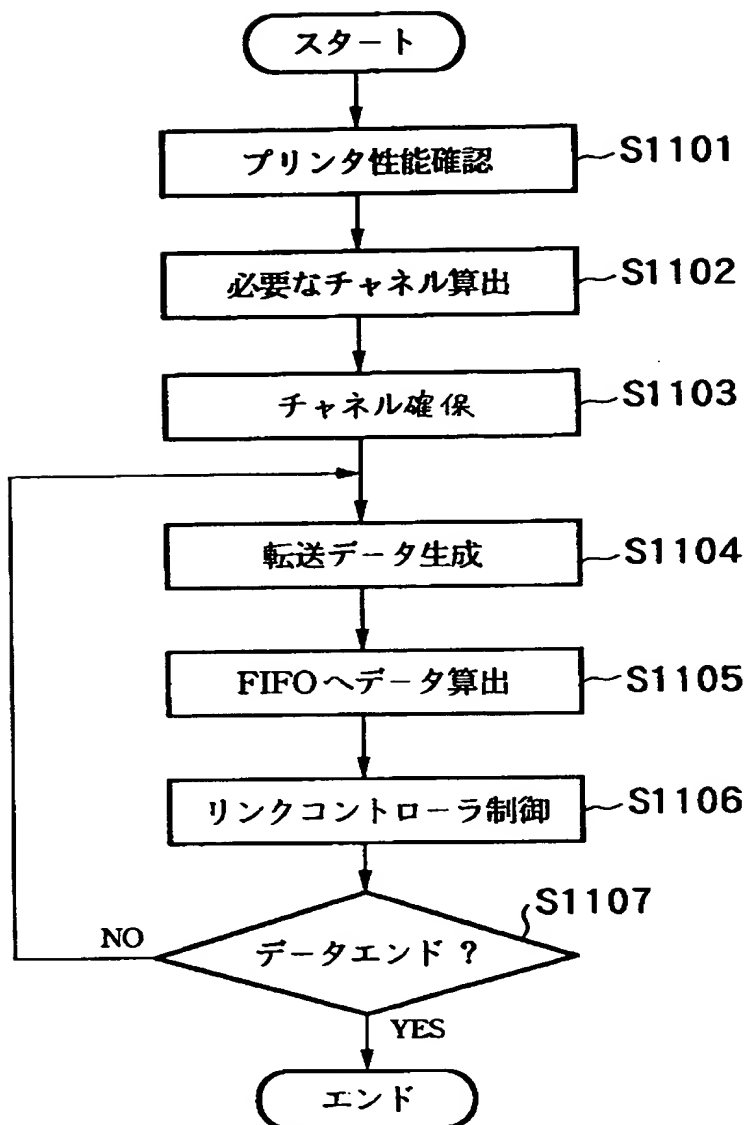 スタート
プリンタ性能確認 S1101
必要なチャネル算出 S1102
チャネル確保 S1103
転送データ生成 S1104
FIFOへデータ算出 S1105
リンクコントローラ制御 S1106
S1107
NO データエンド ?
YES
エンド